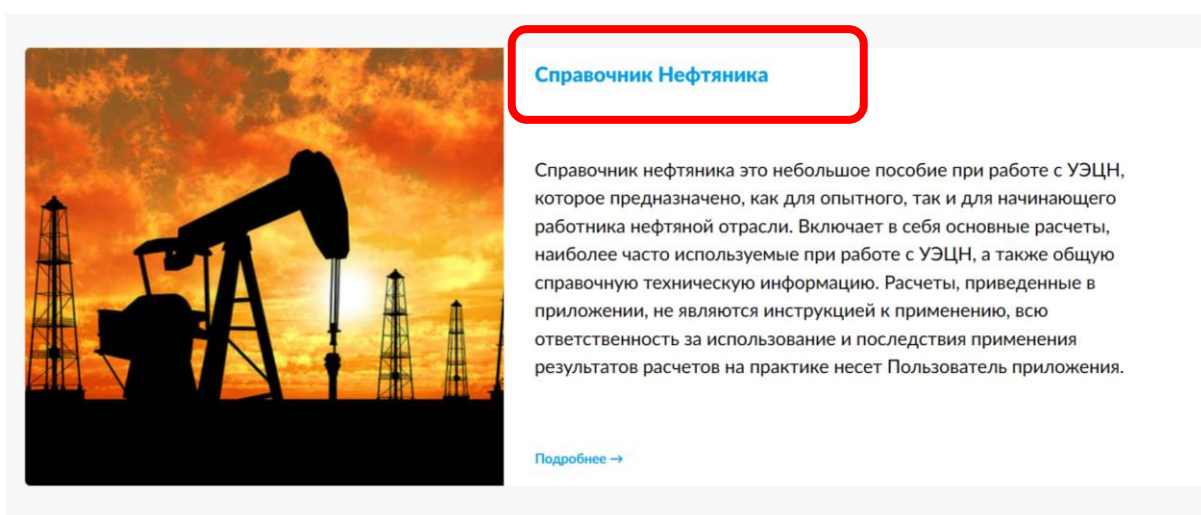 Справочник Нефтяника
Справочник нефтяника это небольшое пособие при работе с УЭЦН,
которое предназначено, как для опытного, так и для начинающего
работника нефтяной отрасли. Включает в себя основные расчеты,
наиболее часто используемые при работе с УЭЦН, а также общую
справочную техническую информацию. Расчеты, приведенные в
приложении, не являются инструкцией к применению, всю
ответственность за использование и последствия применения
результатов расчетов на практике несет Пользователь приложения.
Подробнее →